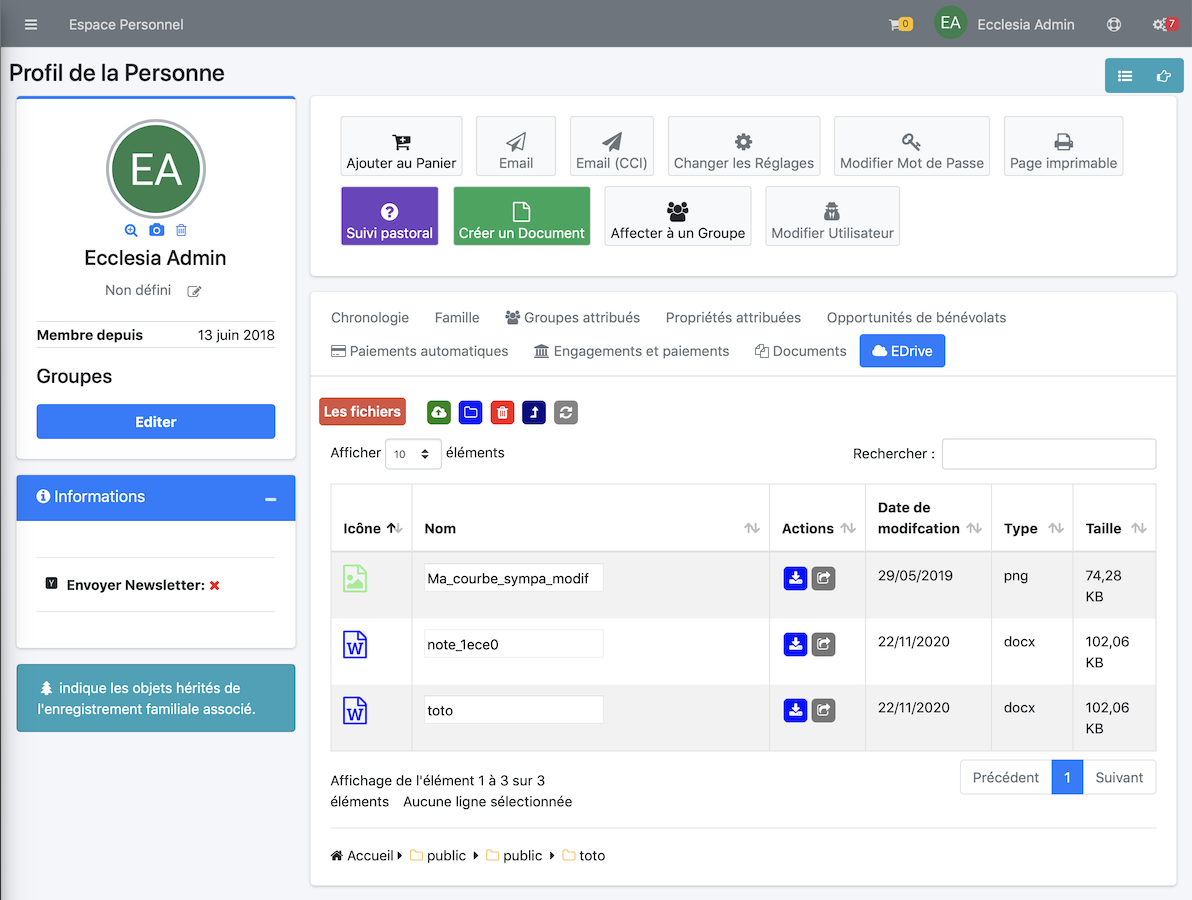 Espace Personnel
0
EA
Ecclesia Admin
7
Profil de la Personne
EA
Ecclesia Admin
Non défini
Membre depuis 13 juin 2018
Groupes
Editer
Informations
Envoyer Newsletter:
indique les objets hérités de
l'enregistrement familiale associé.
Ajouter au Panier
Email
Email (CCI)
Changer les Réglages
Modifier Mot de Passe
Page imprimable
Suivi pastoral
Créer un Document
Affecter à un Groupe
Modifier Utilisateur
Chronologie Famille Groupes attribués Propriétés attribuées Opportunités de bénévolats
Paiements automatiques Engagements et paiements Documents EDrive
Les fichiers
Afficher 10 éléments Rechercher :
Icône Nom Actions Date de
modifcation Type Taille
Ma_courbe_sympa_modif 29/05/2019 png 74,28
KB
W note_1ece0 22/11/2020 docx 102,06
KB
W toto 22/11/2020 docx 102,06
KB
Affichage de l'élément 1 à 3 sur 3
éléments Aucune ligne sélectionnée
Précédent 1 Suivant
Accueil public public toto